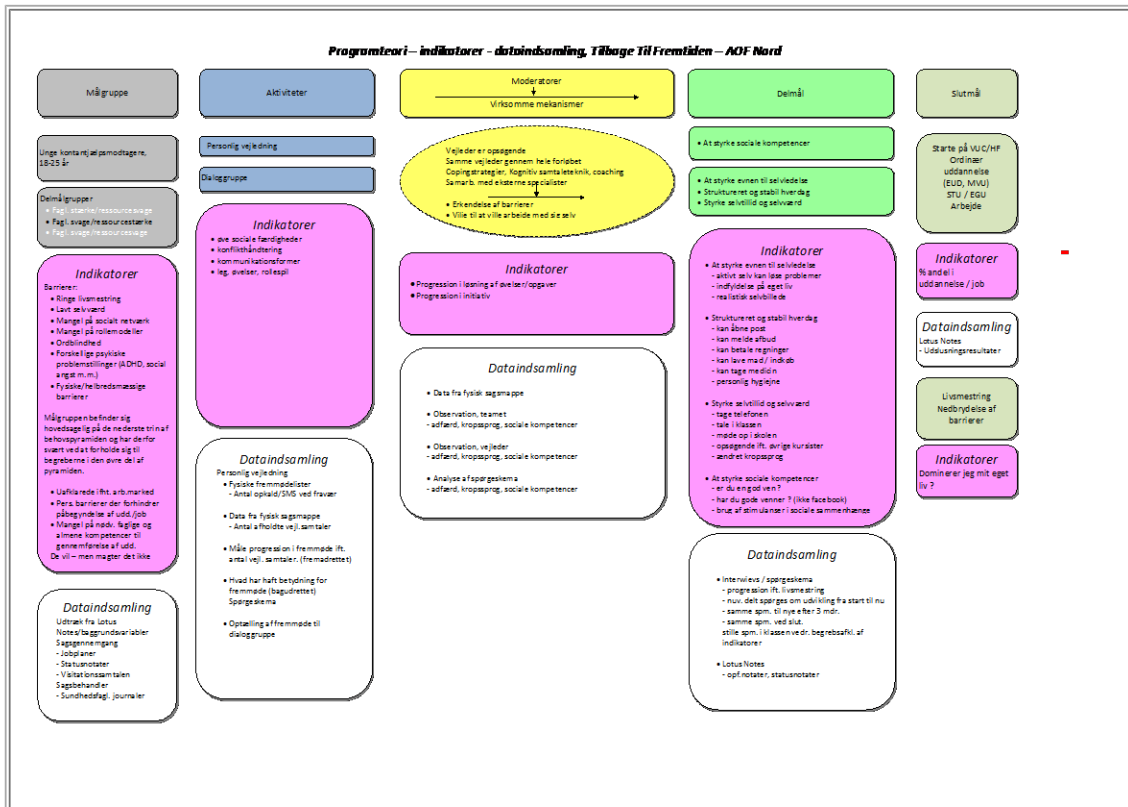 Programteori – indikatorer - dataindsamling, Tilbage Til Fremtiden – AOF Nord
Målgruppe
Unge kontantjælpsmodtagere,
18-25 år
Delmålgrupper
• Fagl. stærke/ressourcesvage
• Fagl. svage/ressourcestærke
• Fagl. svage/ressourcesvage
Indikatorer
Barrierer:
• Ringe livsmestring
• Lavt selvværd
• Mangel på socialt netværk
• Mangel på rollemodeller
• Ordblindhed
• Forskellige psykiske
problemstillinger (ADHD, social
angst m.m.)
• Fysiske/helbredsmæssige
barrierer
Målgruppen befinder sig
hovedsagelig på de nederste trin af
behovspyramiden og har derfor
svært ved at forholde sig til
begreberne i den øvre del af
pyramiden.
• Uafklarede i fht. arb.marked
• Pers. barrierer der forhindrer
påbegyndelse af udd./job
• Mangel på nødv. faglige og
almene kompetencer til
gennemførelse af udd.
De vil – men magter det ikke
Dataindsamling
Udtræk fra Lotus
Notes/baggrundsvariabler
Sagsgennemgang
- Jobplaner
- Statusnotater
- Visitationssamtalen
Sagsbehandler
- Sundhedsfagl. journaler
Aktiviteter
Personlig vejledning
Dialoggruppe
Indikatorer
• øve sociale færdigheder
• konflikthåndtering
• kommunikationsformer
• leg, øvelser, rollespil
Dataindsamling
Personlig vejledning
• Fysiske fremmødelister
- Antal opkald/SMS ved fravær
• Data fra fysisk sagsmappe
- Antal afholdte vejl.samtaler
• Måle progression i fremmøde ift.
antal vejl. samtaler. (fremadrettet)
• Hvad har haft betydning for
fremmøde (bagudrettet)
Spørgeskema
• Optælling af fremmøde til
dialoggruppe
Moderatorer
Virksomme mekanismer
Vejleder er opsøgende
Samme vejleder gennem hele forløbet
Copingstrategier, Kognitiv samtaleteknik, coaching
Samarb. med eksterne specialister
• Erkendelse af barrierer
• Vilje til at ville arbejde med sig selv
Indikatorer
• Progression i løsning af øvelser/opgaver
• Progression i initiativ
Dataindsamling
• Data fra fysisk sagsmappe
• Observation, teamet
- adfærd, kropssprog, sociale kompetencer
• Observation, vejleder
- adfærd, kropssprog, sociale kompetencer
• Analyse af spørgeskema
- adfærd, kropssprog, sociale kompetencer
Delmål
• At styrke sociale kompetencer
• At styrke evnen til selvledelse
• Struktureret og stabil hverdag
• Styrke selvtillid og selvværd
Indikatorer
• At styrke evnen til selvledelse
- aktivt selv kan løse problemer
- indflydelse på eget liv
- realistisk selvbillede
• Struktureret og stabil hverdag
- kan åbne post
- kan melde afbud
- kan betale regninger
- kan lave mad / indkøb
- kan tage medicin
- personlig hygiejne
• Styrke selvtillid og selvværd
- tage telefonen
- tale i klassen
- møde op i skolen
- opsøgende ift. øvrige kursister
- ændret kropssprog
• At styrke sociale kompetencer
- er du en god ven ?
- har du gode venner ? (ikke facebook)
- brug af stimulanser i sociale sammenhænge
Dataindsamling
• Interwievs / spørgeskema
- progression ift. livsmestring
- nuv. delt spørges om udvikling fra start til nu
- samme spm. til nye efter 3 mdr.
- samme spm. ved slut.
stille spm. i klassen vedr. begrebsafkl. af
indikatorer
• Lotus Notes
- opf.notater, statusnotater
Slutmål
Starte på VUC/HF
Ordinær
uddannelse
(EUD, MVU)
STU / EGU
Arbejde
Indikatorer
% andel i
uddannelse / job
Dataindsamling
Lotus Notes
- Udslusningsresultater
Livsmestring
Nedbrydelse af
barrierer
Indikatorer
Dominerer jeg mit eget
liv ?